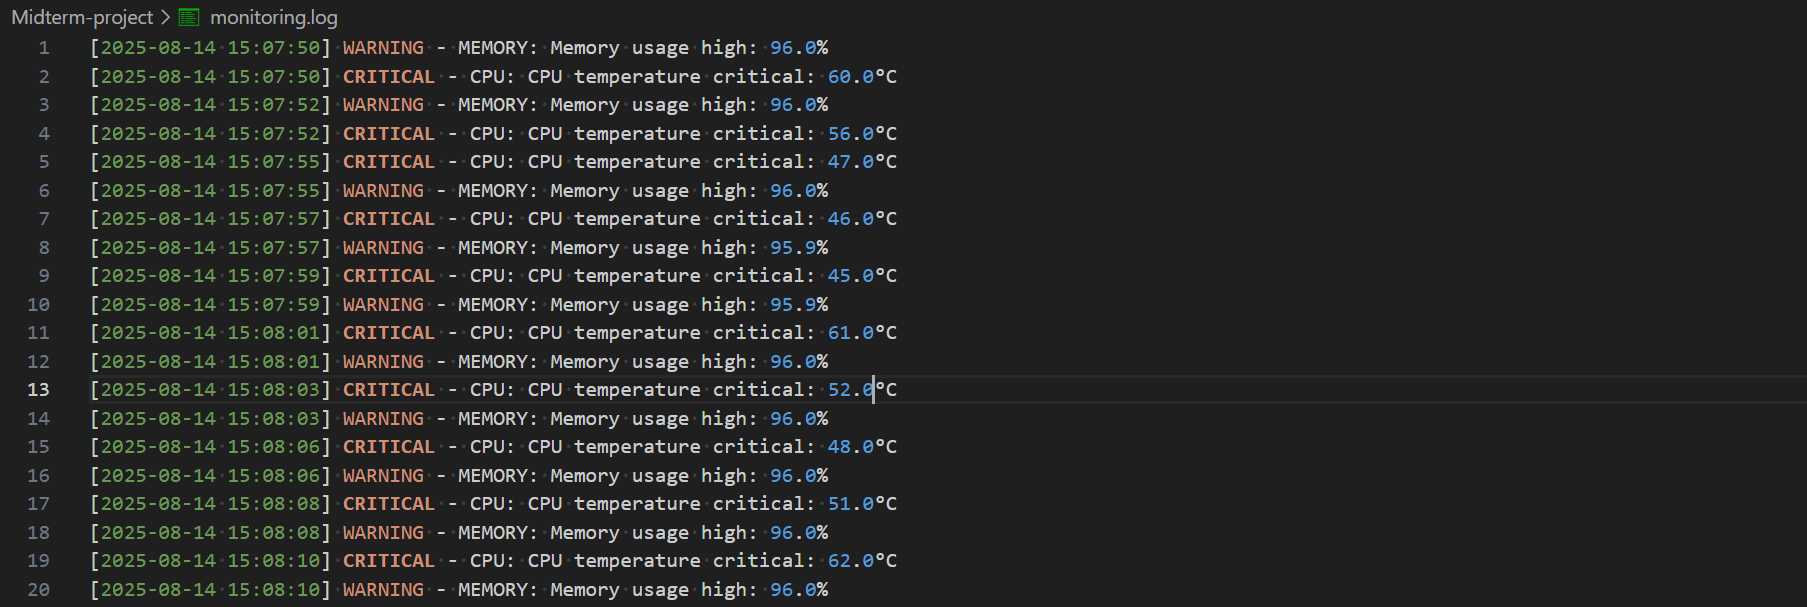 Midterm-project > monitoring.log
1 [2025-08-14 15:07:50] WARNING - MEMORY: Memory usage high: 96.0%
2 [2025-08-14 15:07:50] CRITICAL - CPU: CPU temperature critical: 60.0°C
3 [2025-08-14 15:07:52] WARNING - MEMORY: Memory usage high: 96.0%
4 [2025-08-14 15:07:52] CRITICAL - CPU: CPU temperature critical: 56.0°C
5 [2025-08-14 15:07:55] CRITICAL - CPU: CPU temperature critical: 47.0°C
6 [2025-08-14 15:07:55] WARNING - MEMORY: Memory usage high: 96.0%
7 [2025-08-14 15:07:57] CRITICAL - CPU: CPU temperature critical: 46.0°C
8 [2025-08-14 15:07:57] WARNING - MEMORY: Memory usage high: 95.9%
9 [2025-08-14 15:07:59] CRITICAL - CPU: CPU temperature critical: 45.0°C
10 [2025-08-14 15:07:59] WARNING - MEMORY: Memory usage high: 95.9%
11 [2025-08-14 15:08:01] CRITICAL - CPU: CPU temperature critical: 61.0°C
12 [2025-08-14 15:08:01] WARNING - MEMORY: Memory usage high: 96.0%
13 [2025-08-14 15:08:03] CRITICAL - CPU: CPU temperature critical: 52.0°C
14 [2025-08-14 15:08:03] WARNING - MEMORY: Memory usage high: 96.0%
15 [2025-08-14 15:08:06] CRITICAL - CPU: CPU temperature critical: 48.0°C
16 [2025-08-14 15:08:06] WARNING - MEMORY: Memory usage high: 96.0%
17 [2025-08-14 15:08:08] CRITICAL - CPU: CPU temperature critical: 51.0°C
18 [2025-08-14 15:08:08] WARNING - MEMORY: Memory usage high: 96.0%
19 [2025-08-14 15:08:10] CRITICAL - CPU: CPU temperature critical: 62.0°C
20 [2025-08-14 15:08:10] WARNING - MEMORY: Memory usage high: 96.0%